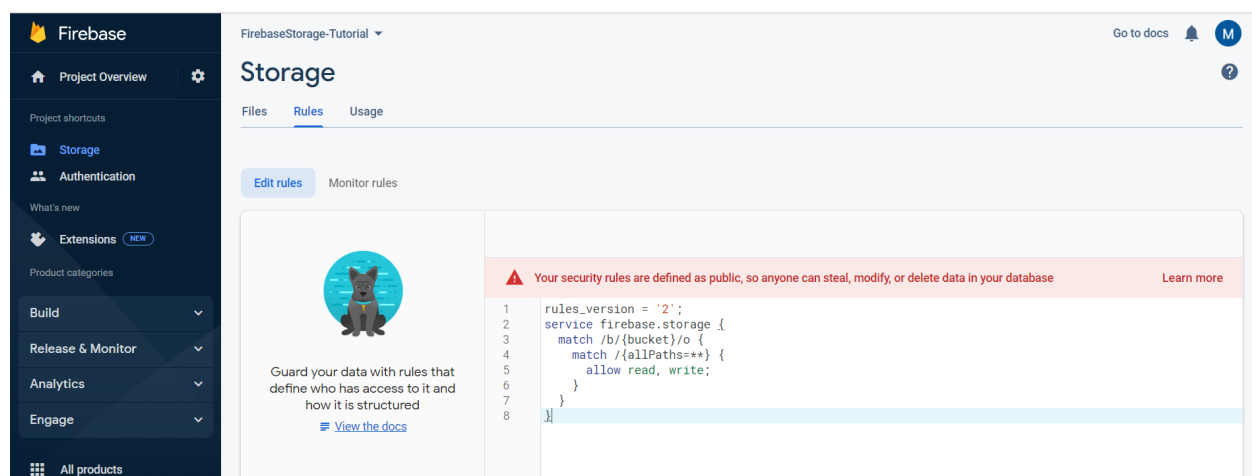 Firebase
Project Overview
Project shortcuts
Storage
Authentication
What's new
Extensions NEW
Product categories
Build
Release & Monitor
Analytics
Engage
All products
FirebaseStorage-Tutorial
Go to docs
M
Storage
?
Files Rules Usage
Edit rules Monitor rules
Guard your data with rules that
define who has access to it and
how it is structured
View the docs
Your security rules are defined as public, so anyone can steal, modify, or delete data in your database Learn more
1 rules_version = '2';
2 service firebase.storage {
3 match /b/{bucket}/o {
4 match /{allPaths=**} {
5 allow read, write;
6 }
7 }
8 }